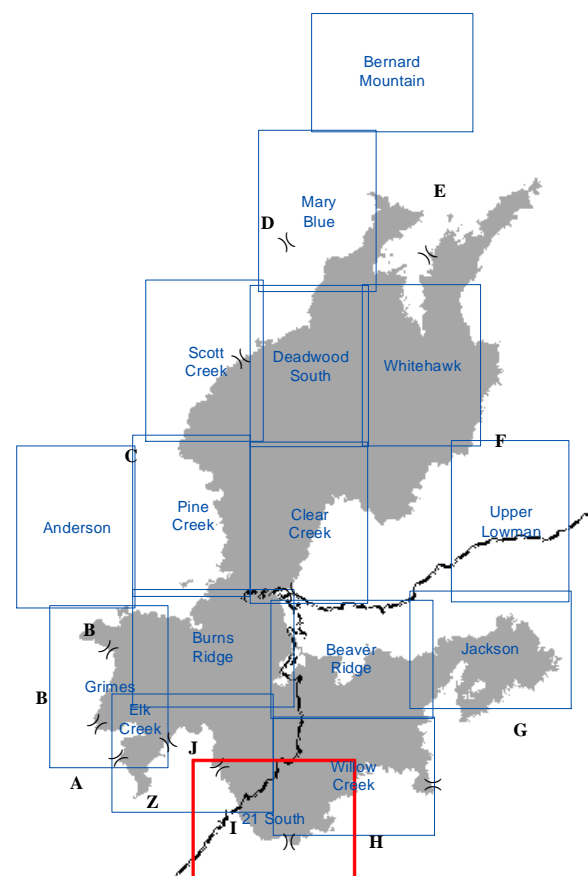 Bernard
Mountain
E
Mary
Blue
D
Scott
Creek
Deadwood
South
Whitehawk
F
C
Pine
Creek
Clear
Creek
Upper
Lowman
Anderson
B
Burns
Ridge
Beaver
Ridge
Jackson
B
Grimes
Elk
Creek
G
J
A
Z
Willow
Creek
I
21 South
H